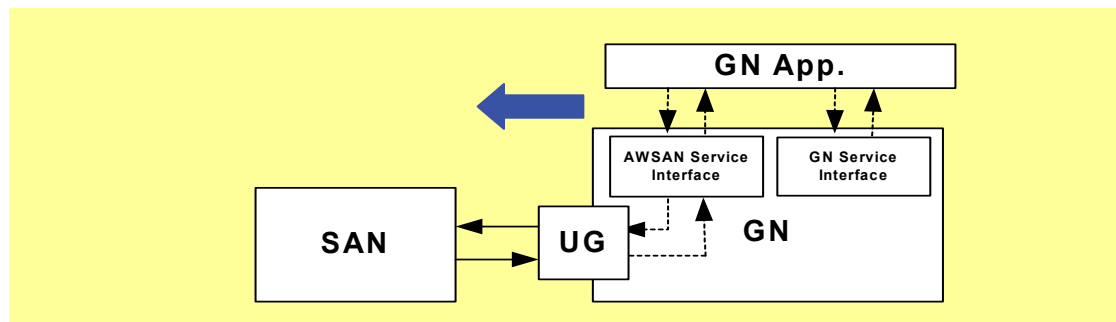 GN App.
AWSAN Service
Interface
GN Service
Interface
SAN
UG
GN